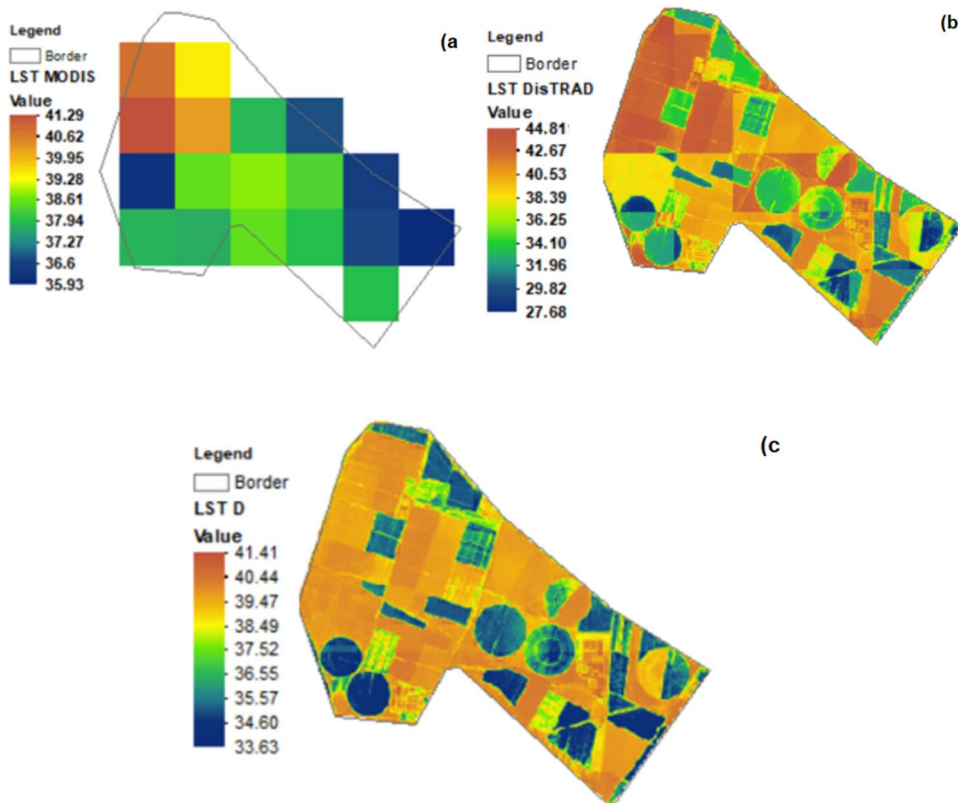 Legend
Border
LST MODIS
Value
41.29
40.62
39.95
39.28
38.61
37.94
37.27
36.6
35.93
(a
Legend
Border
LST DisTRAD
Value
44.81
42.67
40.53
38.39
36.25
34.10
31.96
29.82
27.68
(b)
Legend
Border
LST D
Value
41.41
40.44
39.47
38.49
37.52
36.55
35.57
34.60
33.63
(c